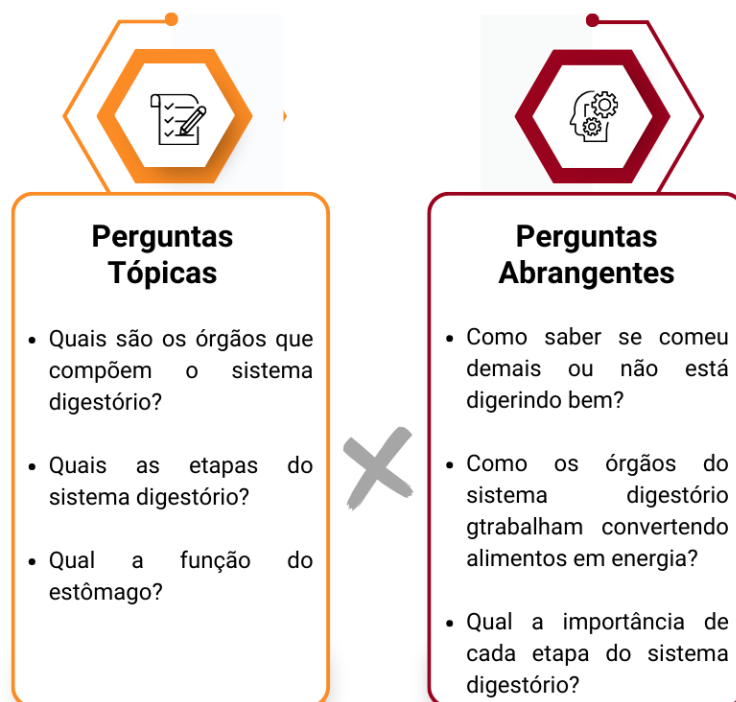 Perguntas
Tópicas
• Quais são os órgãos que
compõem o sistema
digestório?
• Quais as etapas do
sistema digestório?
• Qual a função do
estômago?
Perguntas
Abrangentes
• Como saber se comeu
demais ou não está
digerindo bem?
• Como os órgãos do
sistema digestório
gtrabalham convertendo
alimentos em energia?
• Qual a importância de
cada etapa do sistema
digestório?